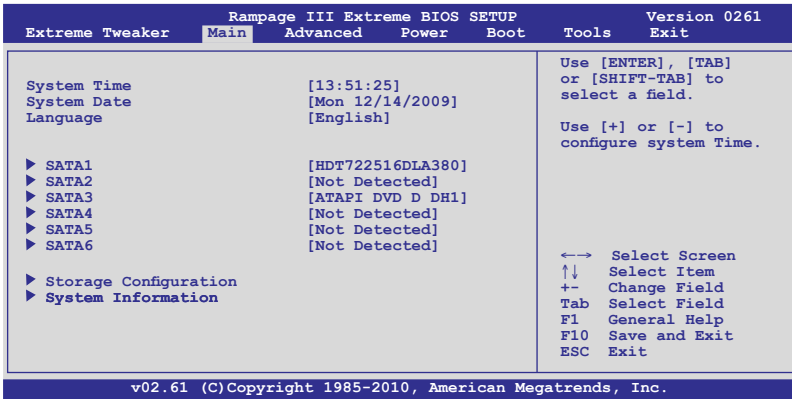 Rampage III Extreme BIOS SETUP Version 0261
Extreme Tweaker Main Advanced Power Boot Tools Exit
System Time [13:51:25]
System Date [Mon 12/14/2009]
Language [English]
SATA1 [HDT722516DLA380]
SATA2 [Not Detected]
SATA3 [ATAPI DVD D DH1]
SATA4 [Not Detected]
SATA5 [Not Detected]
SATA6 [Not Detected]
Storage Configuration
System Information
Use [ENTER], [TAB]
or [SHIFT-TAB] to
select a field.
Use [+] or [-] to
configure system Time.
←→ Select Screen
↑↓ Select Item
+- Change Field
Tab Select Field
F1 General Help
F10 Save and Exit
ESC Exit
v02.61 (C)Copyright 1985-2010, American Megatrends, Inc.